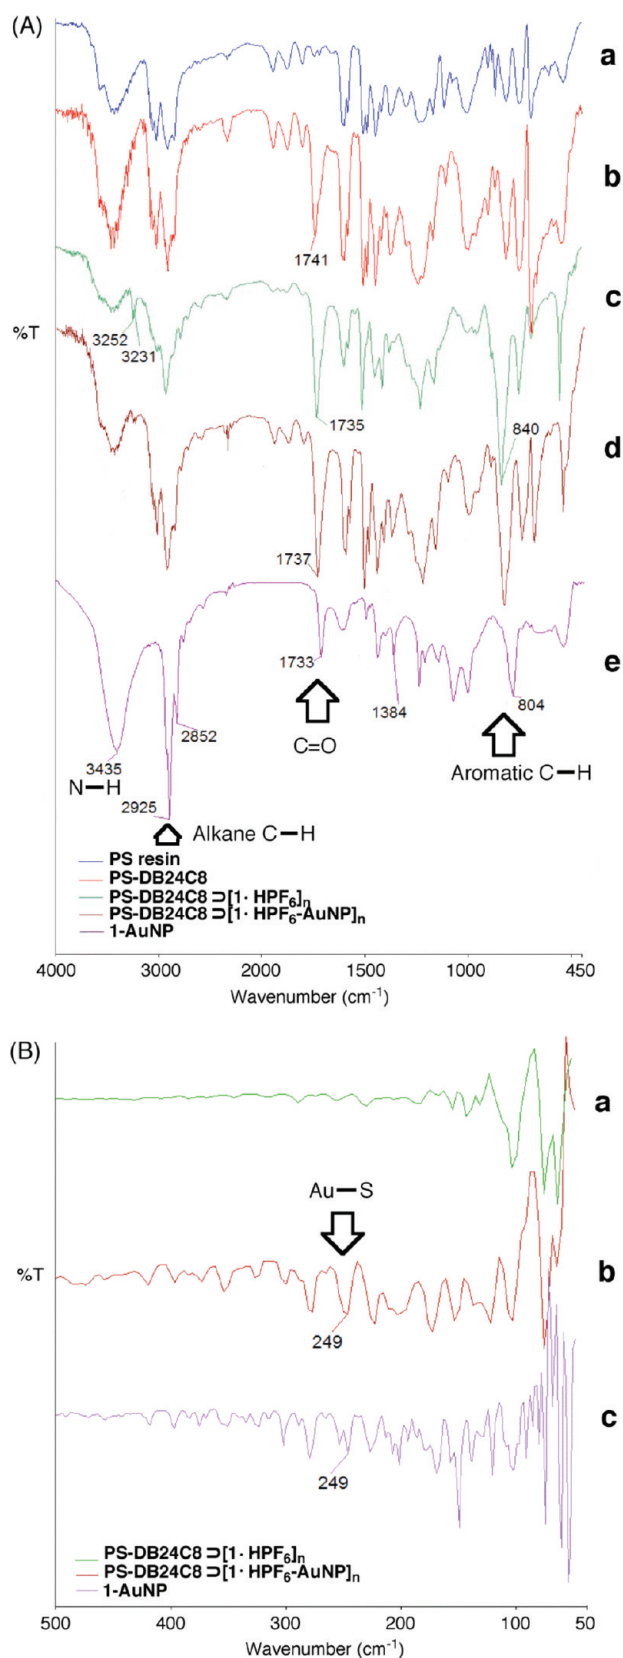 (A)
a
b
1741
c
%T
3252
3231
1735
840
d
1737
e
1733
1384
804
2852
C=O
3435
N–H
Aromatic C–H
2925
Alkane C–H
PS resin
PS-DB24C8
PS-DB24C8⊃[1·HPF₆]ₙ
PS-DB24C8⊃[1·HPF₆-AuNP]ₙ
1-AuNP
4000 3000 2000 1500 1000 450
Wavenumber (cm⁻¹)
(B)
a
Au–S
%T
b
249
c
249
PS-DB24C8⊃[1·HPF₆]ₙ
PS-DB24C8⊃[1·HPF₆-AuNP]ₙ
1-AuNP
500 400 300 200 100 50
Wavenumber (cm⁻¹)